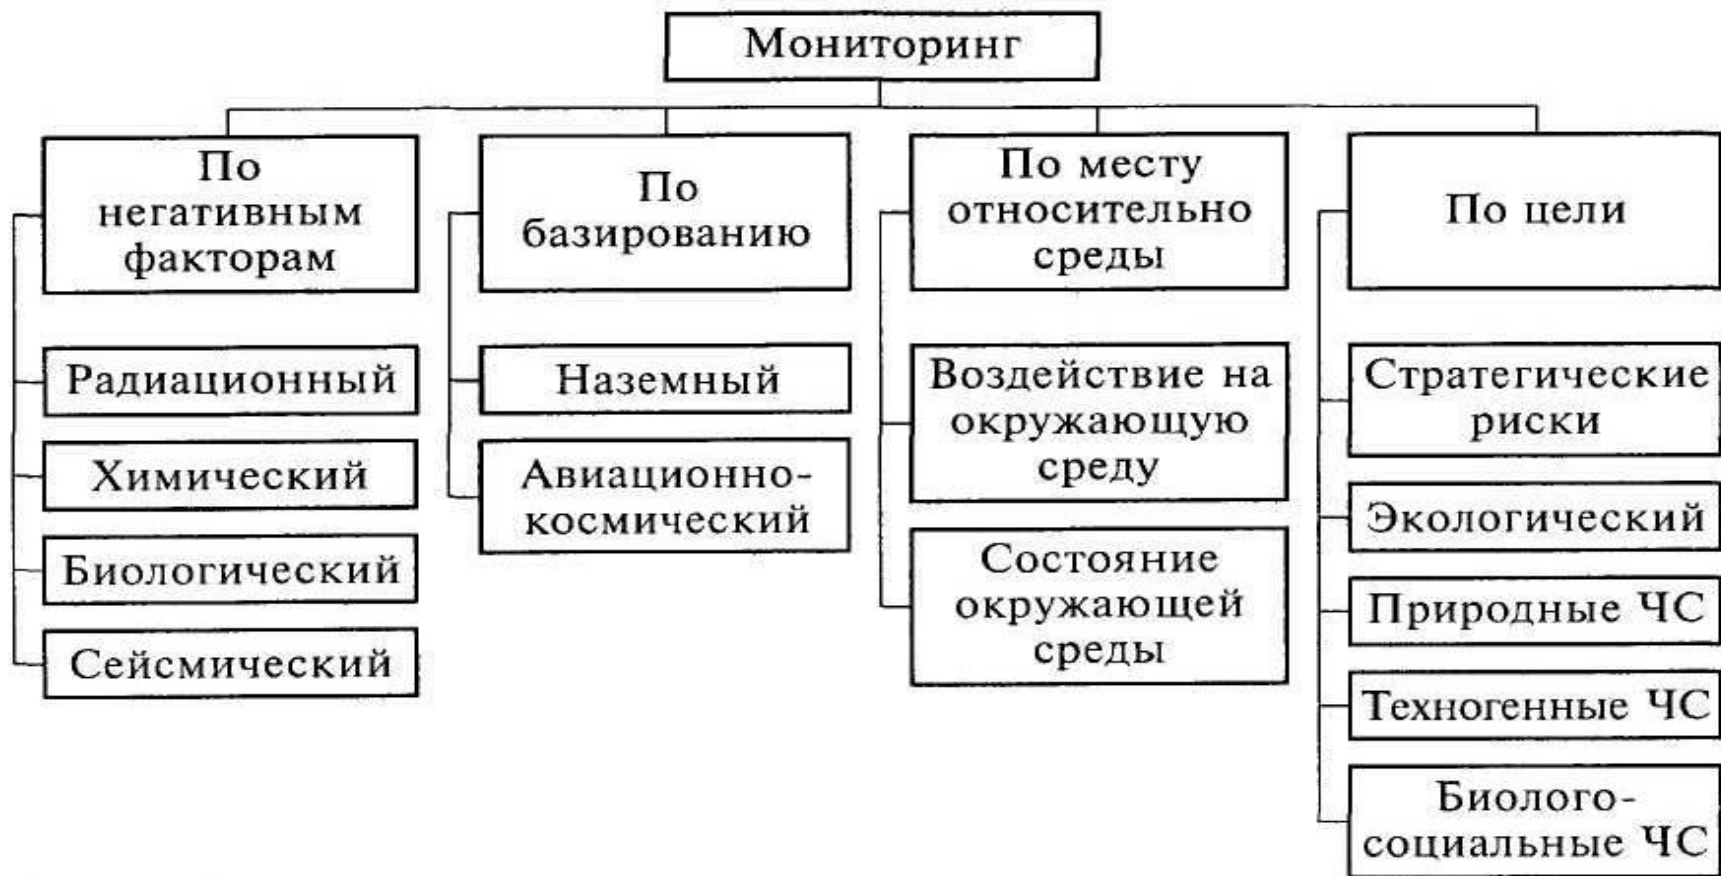 Мониторинг
По
негативным
факторам
Радиационный
Химический
Биологический
Сейсмический
По
базированию
Наземный
Авиационно-
космический
По месту
относительно
среды
Воздействие на
окружающую
среду
Состояние
окружающей
среды
По цели
Стратегические
риски
Экологический
Природные ЧС
Техногенные ЧС
Биолого-
социальные ЧС